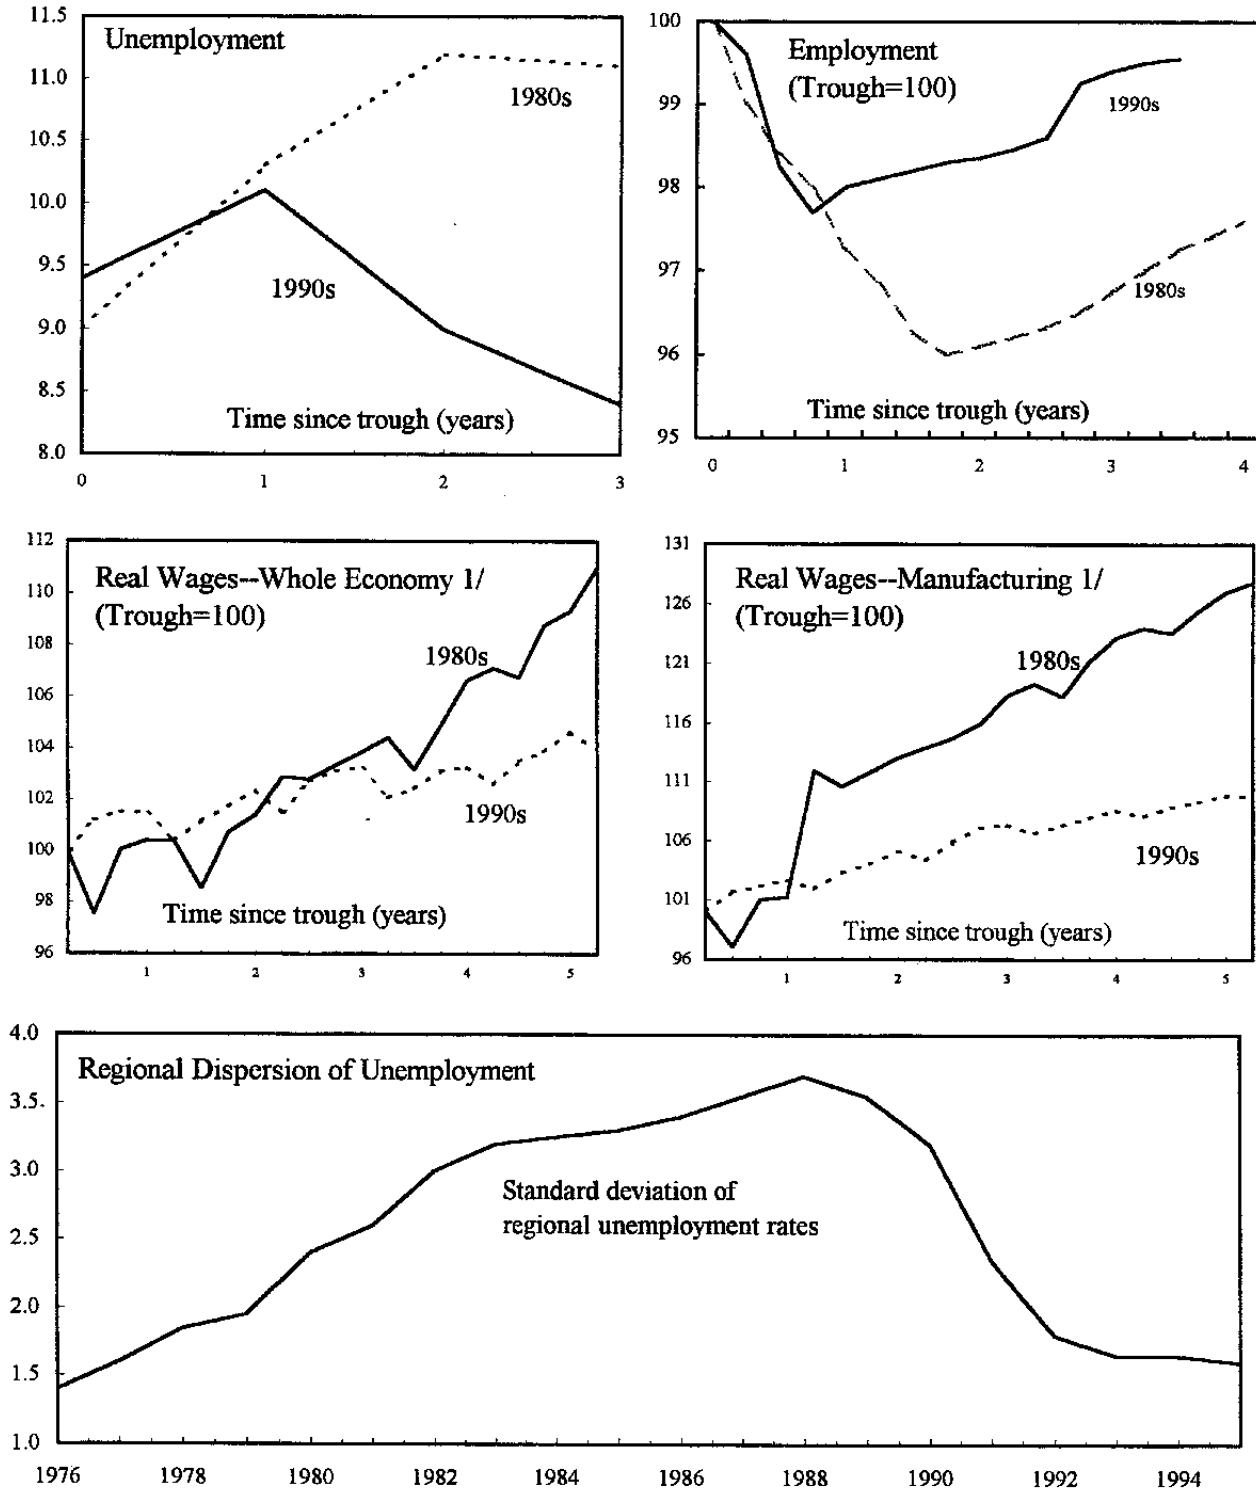 Unemployment
11.5
11.0
10.5
10.0
9.5
9.0
8.5
8.0
1980s
1990s
Time since trough (years)
0 1 2 3
Employment
(Trough=100)
100
99
98
97
96
95
1990s
1980s
Time since trough (years)
0 1 2 3 4
Real Wages--Whole Economy 1/
(Trough=100)
112
110
108
106
104
102
100
98
96
1980s
1990s
Time since trough (years)
1 2 3 4 5
Real Wages--Manufacturing 1/
(Trough=100)
131
126
121
116
111
106
101
96
1980s
1990s
Time since trough (years)
1 2 3 4 5
Regional Dispersion of Unemployment
4.0
3.5.
3.0
2.5
2.0
1.5
1.0
Standard deviation of
regional unemployment rates
1976 1978 1980 1982 1984 1986 1988 1990 1992 1994